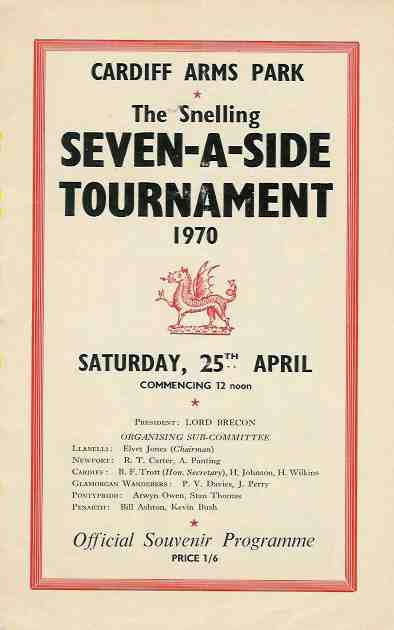 CARDIFF ARMS PARK
The Snelling
SEVEN-A-SIDE
TOURNAMENT
1970
SATURDAY, 25TH APRIL
COMMENCING 12 noon
President: LORD BRECON
ORGANISING SUB-COMMITTEE
Llanelli: Elvet Jones (Chairman)
Newport: R. T. Carter, A. Panting
Cardiff: B. F. Trott (Hon. Secretary), H. Johnson, H. Wilkins
Glamorgan Wanderers: P. V. Davies, J. Perry
Pontypridd: Arwyn Owen, Stan Thomas
Penarth: Bill Ashton, Kevin Bush
Official Souvenir Programme
PRICE 1/6